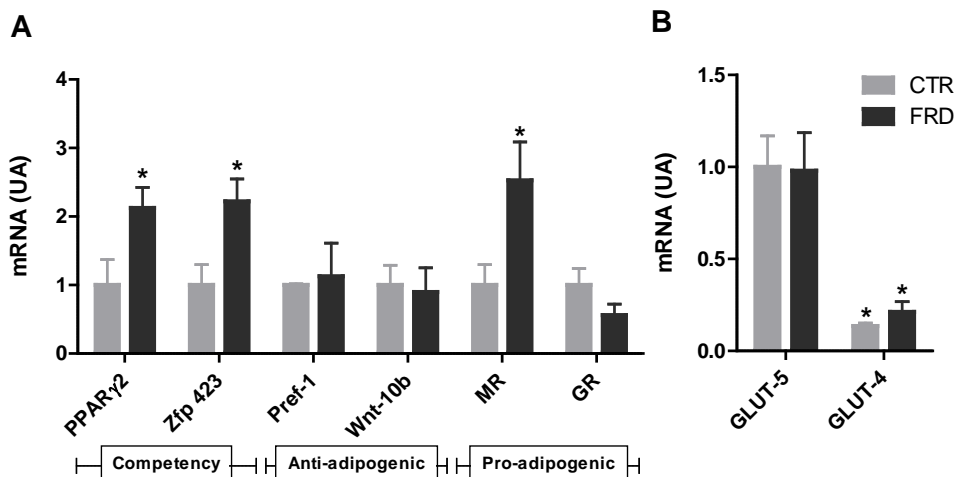 A
mRNA (UA)
4
3
2
1
0
*
*
*
PPARγ2
Zfp 423
Pref-1
Wnt-10b
MR
GR
Competency
Anti-adipogenic
Pro-adipogenic
B
mRNA (UA)
1.5
1.0
0.5
0.0
CTR
FRD
*
*
GLUT-5
GLUT-4